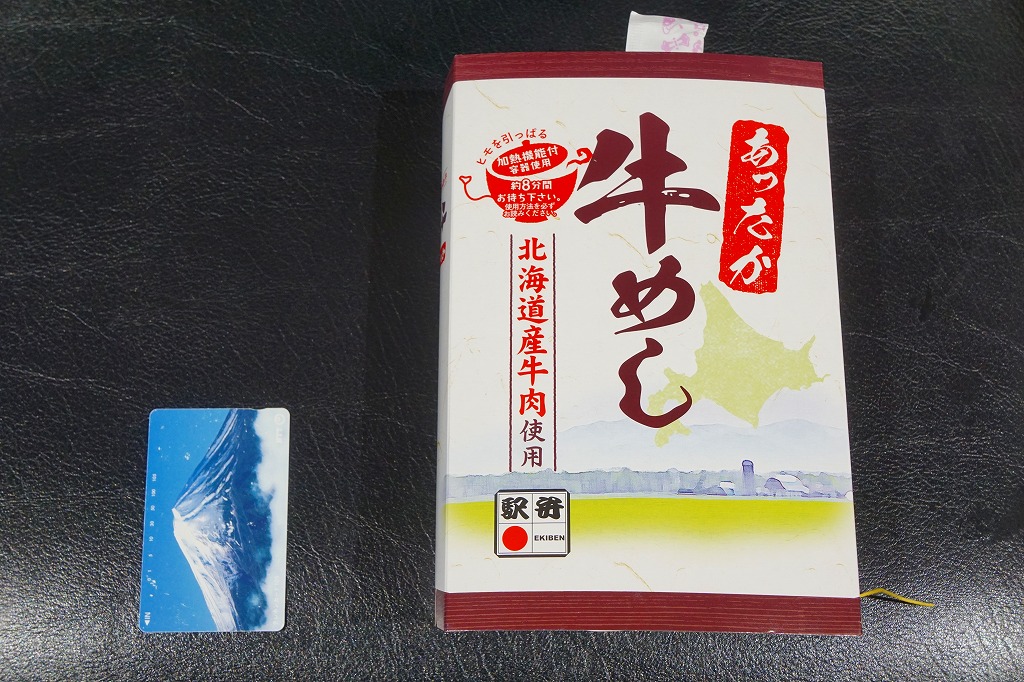 あったか
牛めし
ヒモを引っぱる
加熱機能付
容器使用
約8分間
お待ち下さい。
使用方法を必ず
お読みください。
北海道産牛肉使用
駅弁
EKIBEN